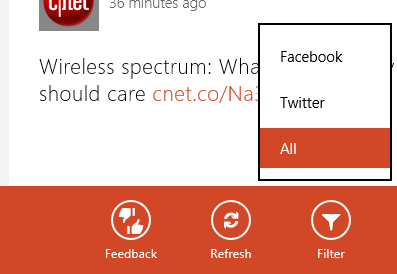 cnet
36 minutes ago
Wireless spectrum: Wha
should care cnet.co/Na
Facebook
Twitter
All
Feedback
Refresh
Filter